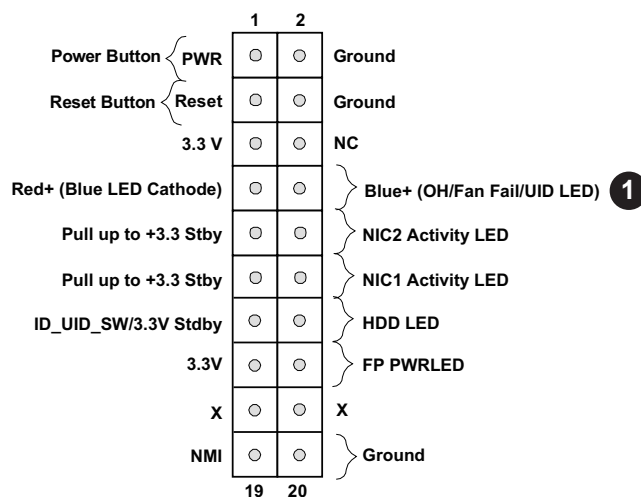 1 2
Power Button PWR Ground
Reset Button Reset Ground
3.3 V NC
Red+ (Blue LED Cathode) Blue+ (OH/Fan Fail/UID LED) 1
Pull up to +3.3 Stby NIC2 Activity LED
Pull up to +3.3 Stby NIC1 Activity LED
ID_UID_SW/3.3V Stdby HDD LED
3.3V FP PWRLED
X X
NMI Ground
19 20